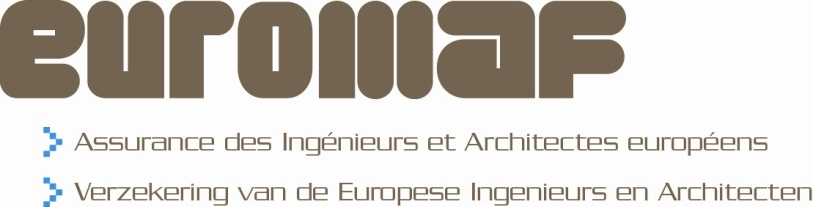 euromaf
Assurance des Ingénieurs et Architectes européens
Verzekering van de Europese Ingenieurs en Architecten